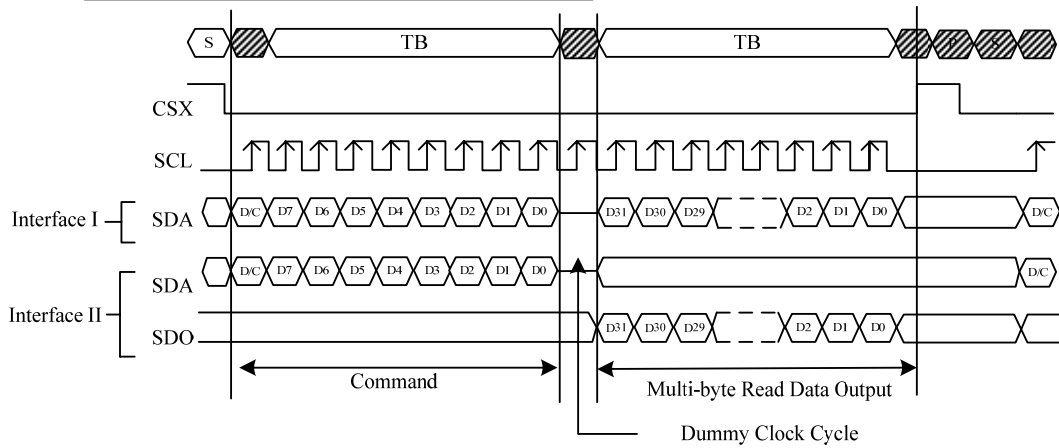 S TB TB P S
CSX
SCL
Interface I SDA D/C D7 D6 D5 D4 D3 D2 D1 D0 D31 D30 D29 D2 D1 D0 D/C
Interface II SDA D/C D7 D6 D5 D4 D3 D2 D1 D0 D/C
SDO D31 D30 D29 D2 D1 D0
Command Multi-byte Read Data Output
Dummy Clock Cycle